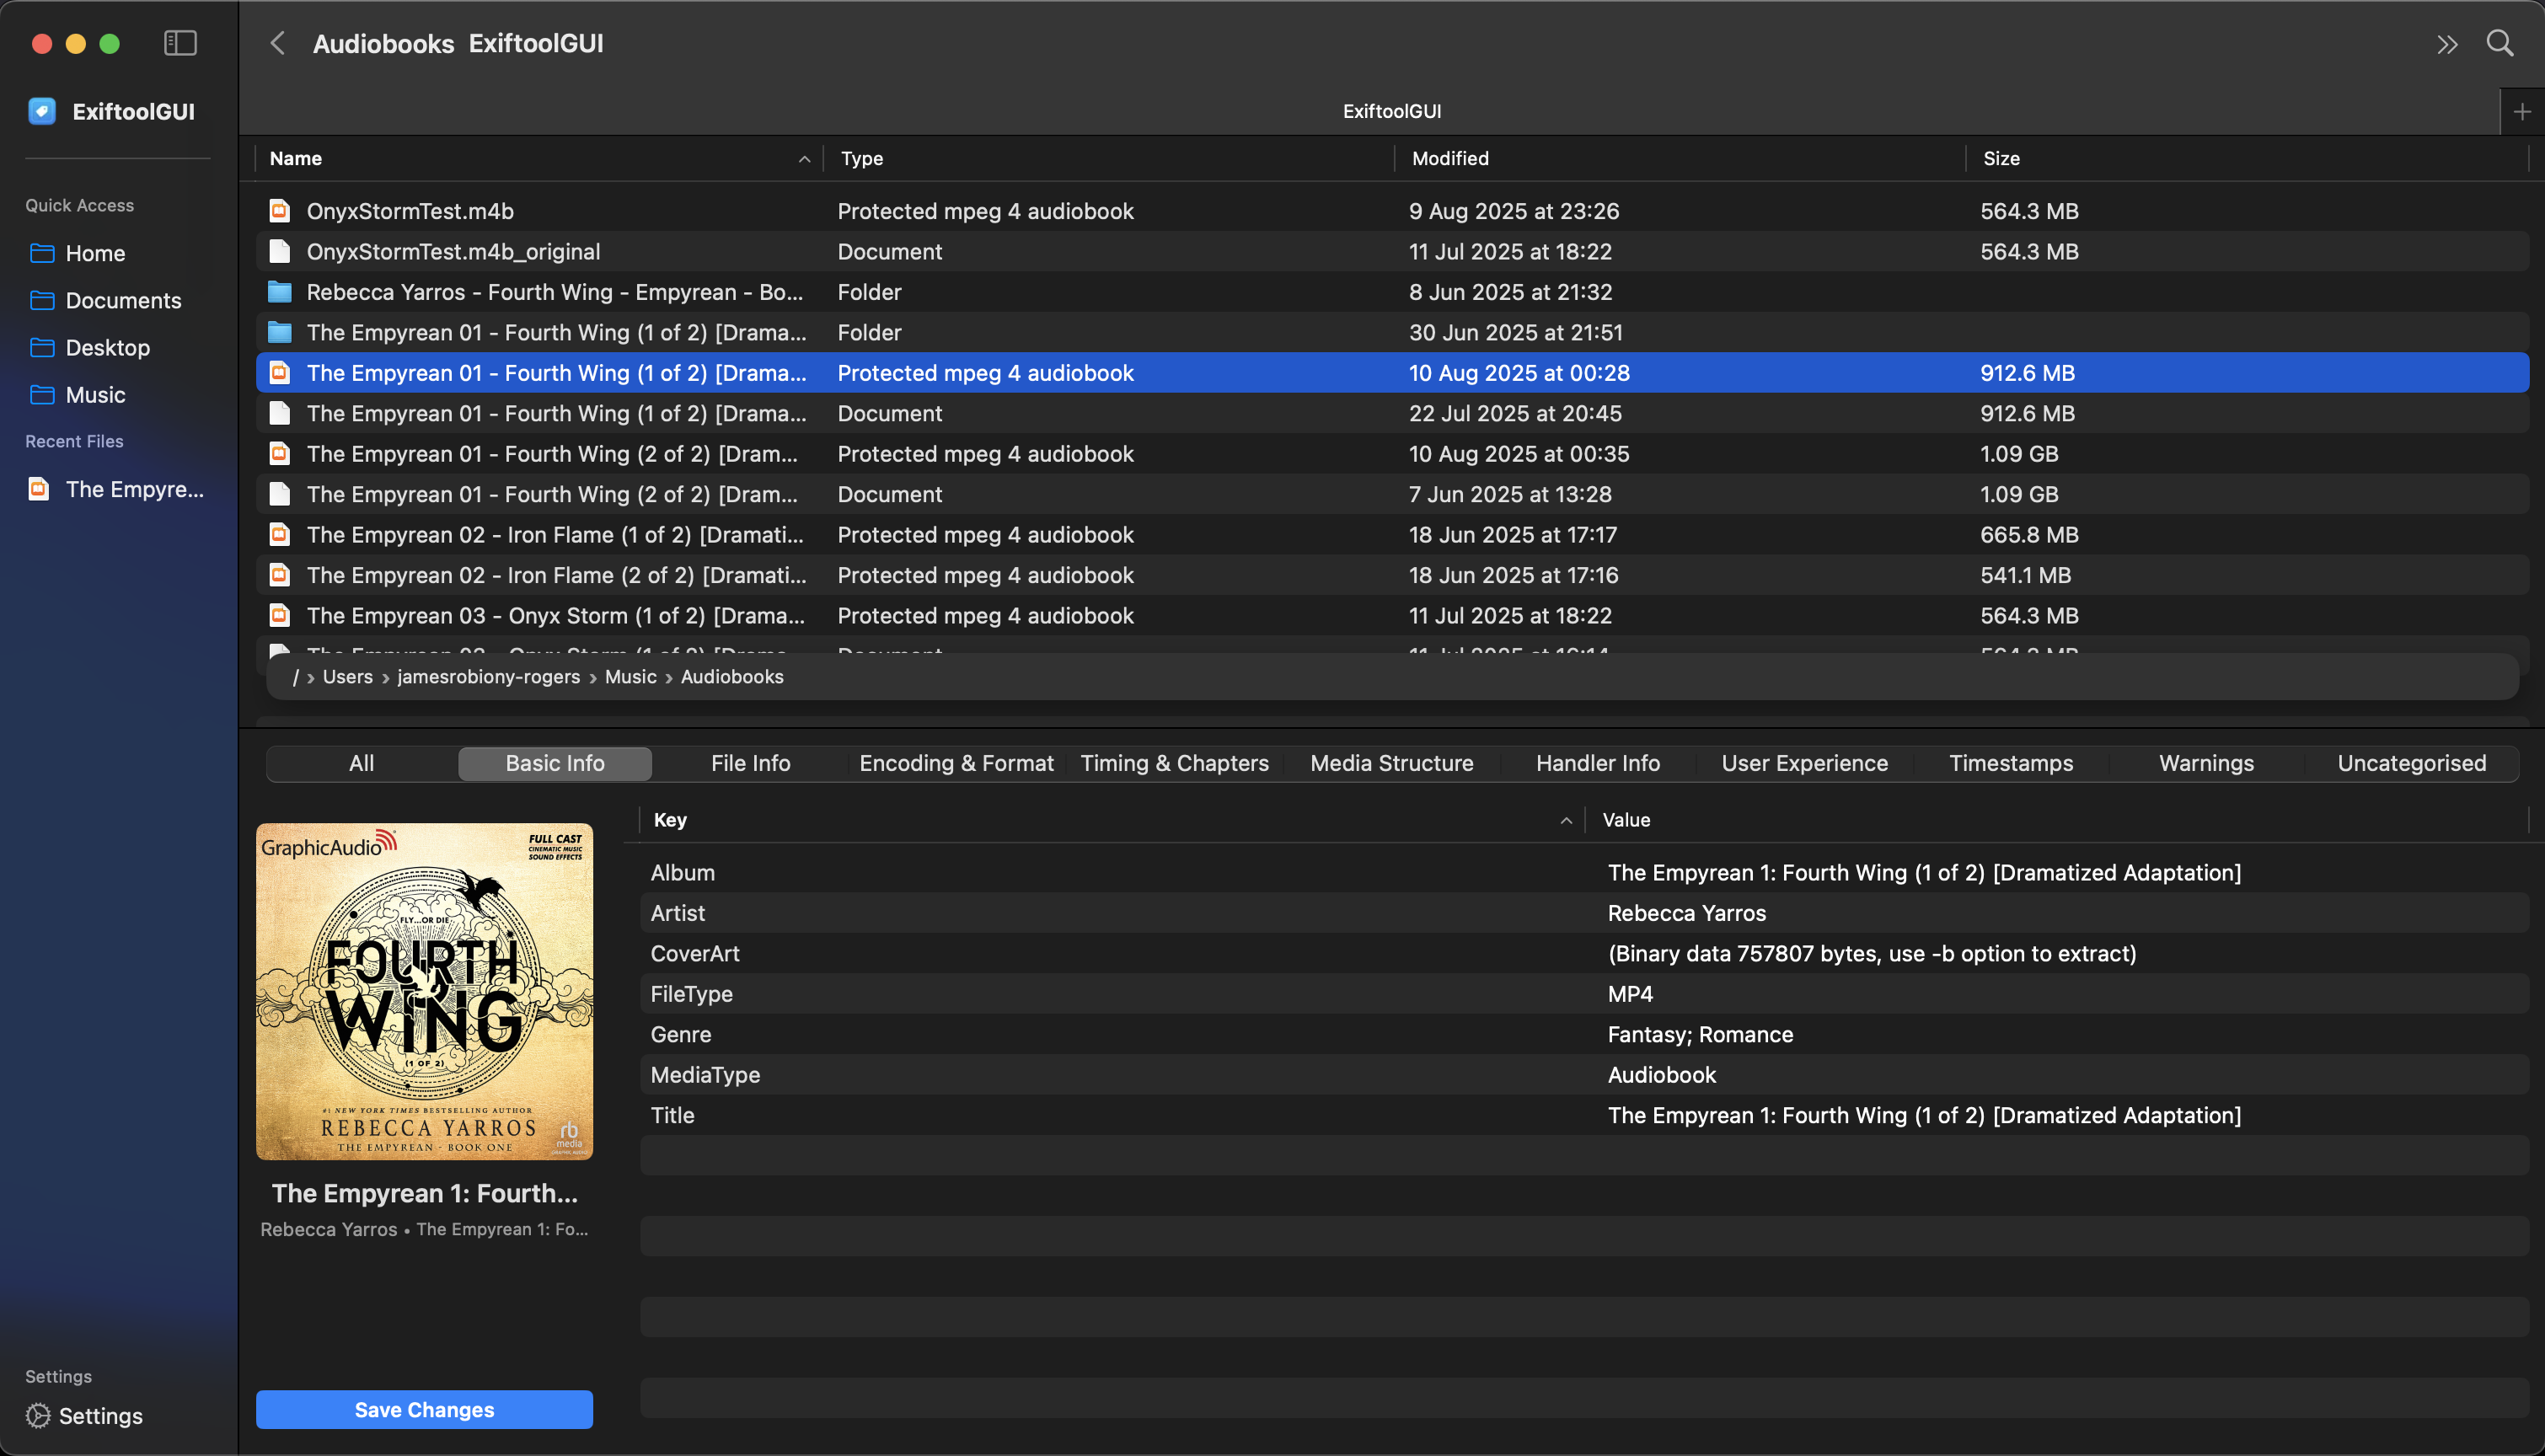 Audiobooks ExiftoolGUI
ExiftoolGUI
ExiftoolGUI
Quick Access
Home
Documents
Desktop
Music
Recent Files
The Empyre...
Settings
Settings
Name Type Modified Size
OnyxStormTest.m4b Protected mpeg 4 audiobook 9 Aug 2025 at 23:26 564.3 MB
OnyxStormTest.m4b_original Document 11 Jul 2025 at 18:22 564.3 MB
Rebecca Yarros - Fourth Wing - Empyrean - Bo... Folder 8 Jun 2025 at 21:32
The Empyrean 01 - Fourth Wing (1 of 2) [Drama... Folder 30 Jun 2025 at 21:51
The Empyrean 01 - Fourth Wing (1 of 2) [Drama... Protected mpeg 4 audiobook 10 Aug 2025 at 00:28 912.6 MB
The Empyrean 01 - Fourth Wing (1 of 2) [Drama... Document 22 Jul 2025 at 20:45 912.6 MB
The Empyrean 01 - Fourth Wing (2 of 2) [Dram... Protected mpeg 4 audiobook 10 Aug 2025 at 00:35 1.09 GB
The Empyrean 01 - Fourth Wing (2 of 2) [Dram... Document 7 Jun 2025 at 13:28 1.09 GB
The Empyrean 02 - Iron Flame (1 of 2) [Dramati... Protected mpeg 4 audiobook 18 Jun 2025 at 17:17 665.8 MB
The Empyrean 02 - Iron Flame (2 of 2) [Dramati... Protected mpeg 4 audiobook 18 Jun 2025 at 17:16 541.1 MB
The Empyrean 03 - Onyx Storm (1 of 2) [Drama... Protected mpeg 4 audiobook 11 Jul 2025 at 18:22 564.3 MB
/ › Users › jamesrobiony-rogers › Music › Audiobooks
All Basic Info File Info Encoding & Format Timing & Chapters Media Structure Handler Info User Experience Timestamps Warnings Uncategorised
GraphicAudio
FULL CAST
CINEMATIC MUSIC
SOUND EFFECTS
FLY...OR DIE
FOURTH
WING
(1 OF 2)
#1 NEW YORK TIMES BESTSELLING AUTHOR
REBECCA YARROS
THE EMPYREAN · BOOK ONE
rb
media
The Empyrean 1: Fourth...
Rebecca Yarros • The Empyrean 1: Fo...
Save Changes
Key Value
Album The Empyrean 1: Fourth Wing (1 of 2) [Dramatized Adaptation]
Artist Rebecca Yarros
CoverArt (Binary data 757807 bytes, use -b option to extract)
FileType MP4
Genre Fantasy; Romance
MediaType Audiobook
Title The Empyrean 1: Fourth Wing (1 of 2) [Dramatized Adaptation]